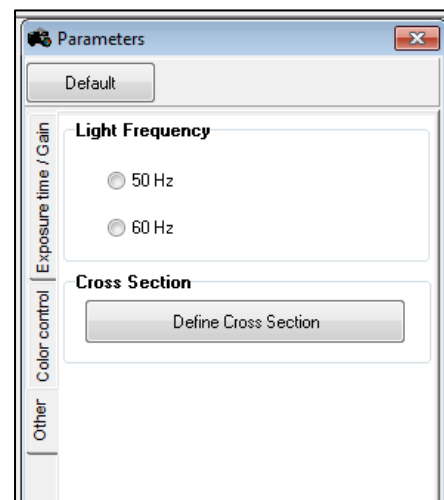 Parameters
Default
Exposure time / Gain
Color control
Other
Light Frequency
50 Hz
60 Hz
Cross Section
Define Cross Section